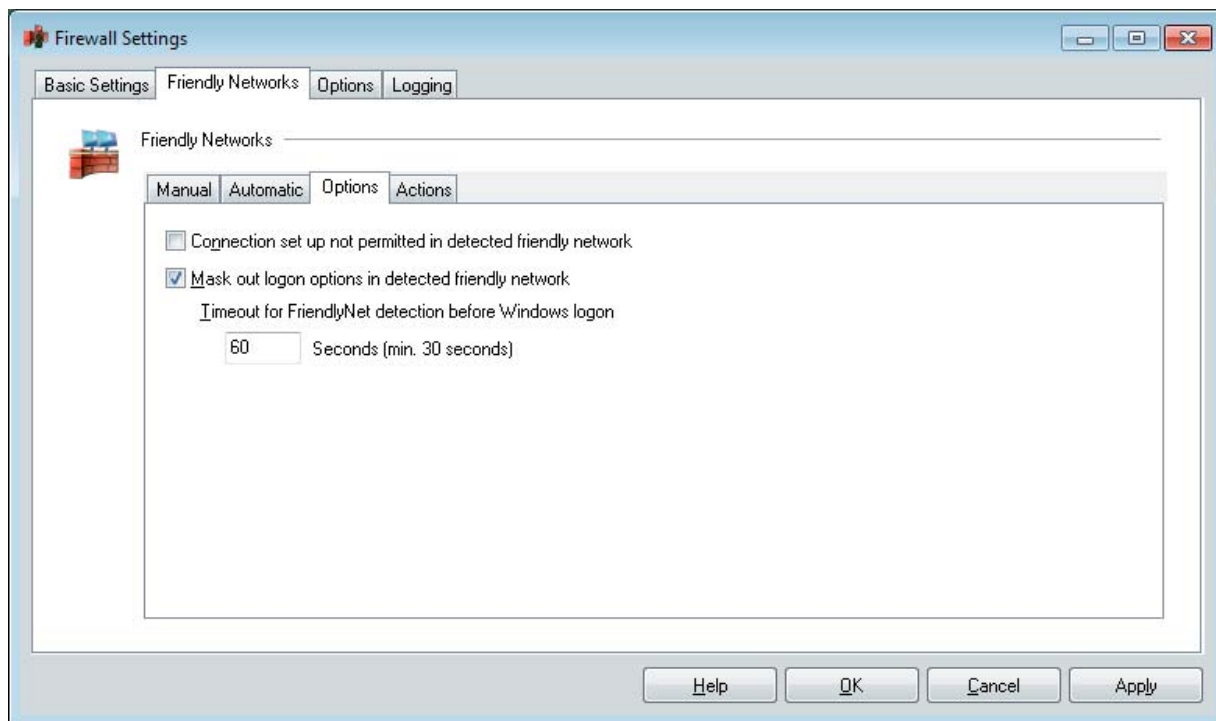 Firewall Settings
Basic Settings Friendly Networks Options Logging
Friendly Networks
Manual Automatic Options Actions
Connection set up not permitted in detected friendly network
Mask out logon options in detected friendly network
Timeout for FriendlyNet detection before Windows logon
60 Seconds (min. 30 seconds)
Help OK Cancel Apply